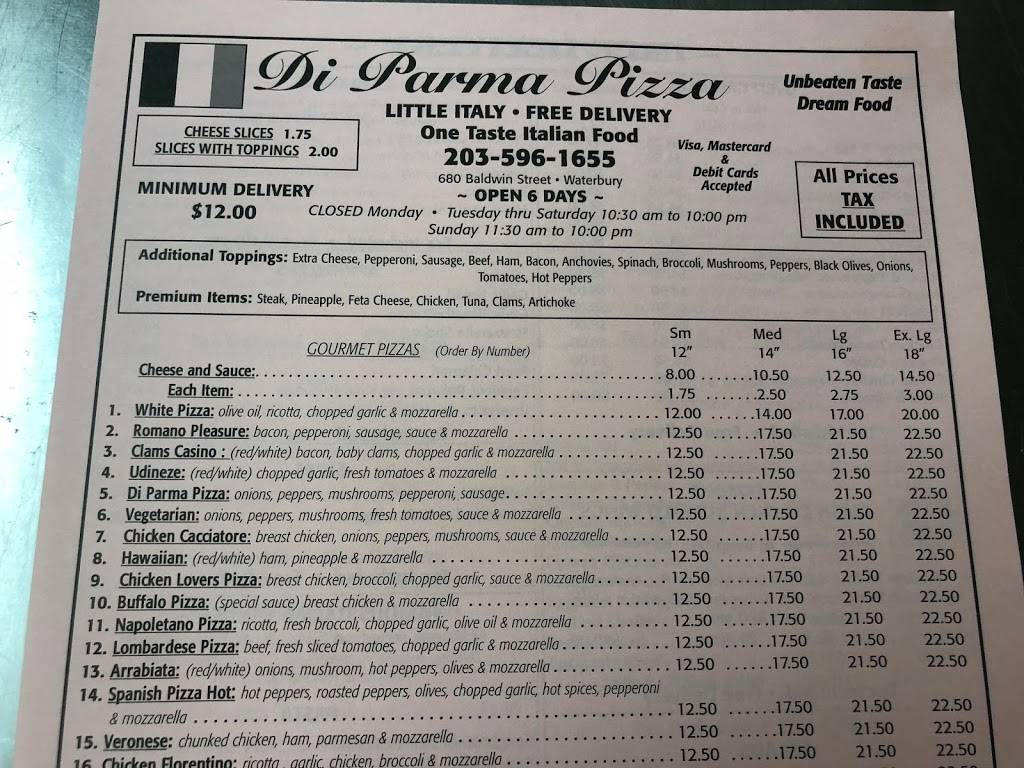 Di Parma Pizza
Unbeaten Taste
Dream Food
LITTLE ITALY • FREE DELIVERY
One Taste Italian Food
203-596-1655
680 Baldwin Street • Waterbury
~ OPEN 6 DAYS ~
CLOSED Monday • Tuesday thru Saturday 10:30 am to 10:00 pm
Sunday 11:30 am to 10:00 pm
CHEESE SLICES 1.75
SLICES WITH TOPPINGS 2.00
MINIMUM DELIVERY
$12.00
Visa, Mastercard
&
Debit Cards
Accepted
All Prices
TAX
INCLUDED
Additional Toppings: Extra Cheese, Pepperoni, Sausage, Beef, Ham, Bacon, Anchovies, Spinach, Broccoli, Mushrooms, Peppers, Black Olives, Onions,
Tomatoes, Hot Peppers
Premium Items: Steak, Pineapple, Feta Cheese, Chicken, Tuna, Clams, Artichoke
Sm Med Lg Ex. Lg
GOURMET PIZZAS (Order By Number) 12" 14" 16" 18"
Cheese and Sauce: 8.00 10.50 12.50 14.50
Each Item: 1.75 2.50 2.75 3.00
1. White Pizza: olive oil, ricotta, chopped garlic & mozzarella 12.00 14.00 17.00 20.00
2. Romano Pleasure: bacon, pepperoni, sausage, sauce & mozzarella 12.50 17.50 21.50 22.50
3. Clams Casino : (red/white) bacon, baby clams, chopped garlic & mozzarella 12.50 17.50 21.50 22.50
4. Udineze: (red/white) chopped garlic, fresh tomatoes & mozzarella 12.50 17.50 21.50 22.50
5. Di Parma Pizza: onions, peppers, mushrooms, pepperoni, sausage 12.50 17.50 21.50 22.50
6. Vegetarian: onions, peppers, mushrooms, fresh tomatoes, sauce & mozzarella 12.50 17.50 21.50 22.50
7. Chicken Cacciatore: breast chicken, onions, peppers, mushrooms, sauce & mozzarella 12.50 17.50 21.50 22.50
8. Hawaiian: (red/white) ham, pineapple & mozzarella 12.50 17.50 21.50 22.50
9. Chicken Lovers Pizza: breast chicken, broccoli, chopped garlic, sauce & mozzarella 12.50 17.50 21.50 22.50
10. Buffalo Pizza: (special sauce) breast chicken & mozzarella 12.50 17.50 21.50 22.50
11. Napoletano Pizza: ricotta, fresh broccoli, chopped garlic, olive oil & mozzarella 12.50 17.50 21.50 22.50
12. Lombardese Pizza: beef, fresh sliced tomatoes, chopped garlic & mozzarella 12.50 17.50 21.50 22.50
13. Arrabiata: (red/white) onions, mushroom, hot peppers, olives & mozzarella 12.50 17.50 21.50 22.50
14. Spanish Pizza Hot: hot peppers, roasted peppers, olives, chopped garlic, hot spices, pepperoni
& mozzarella 12.50 17.50 21.50 22.50
15. Veronese: chunked chicken, ham, parmesan & mozzarella 12.50 17.50 21.50 22.50
16. Chicken Florentino: ricotta, garlic, chicken, broccoli & mozzarella 12.50 17.50 21.50 22.50